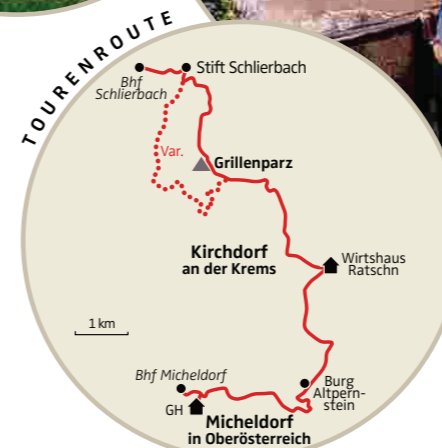 TOURENROUTE
Stift Schlierbach
Bhf
Schlierbach
Var.
Grillenparz
Kirchdorf
an der Krems
Wirtshaus
Ratschn
1 km
Bhf Micheldorf
GH
Burg
Altpern-
stein
Micheldorf
in Oberösterreich